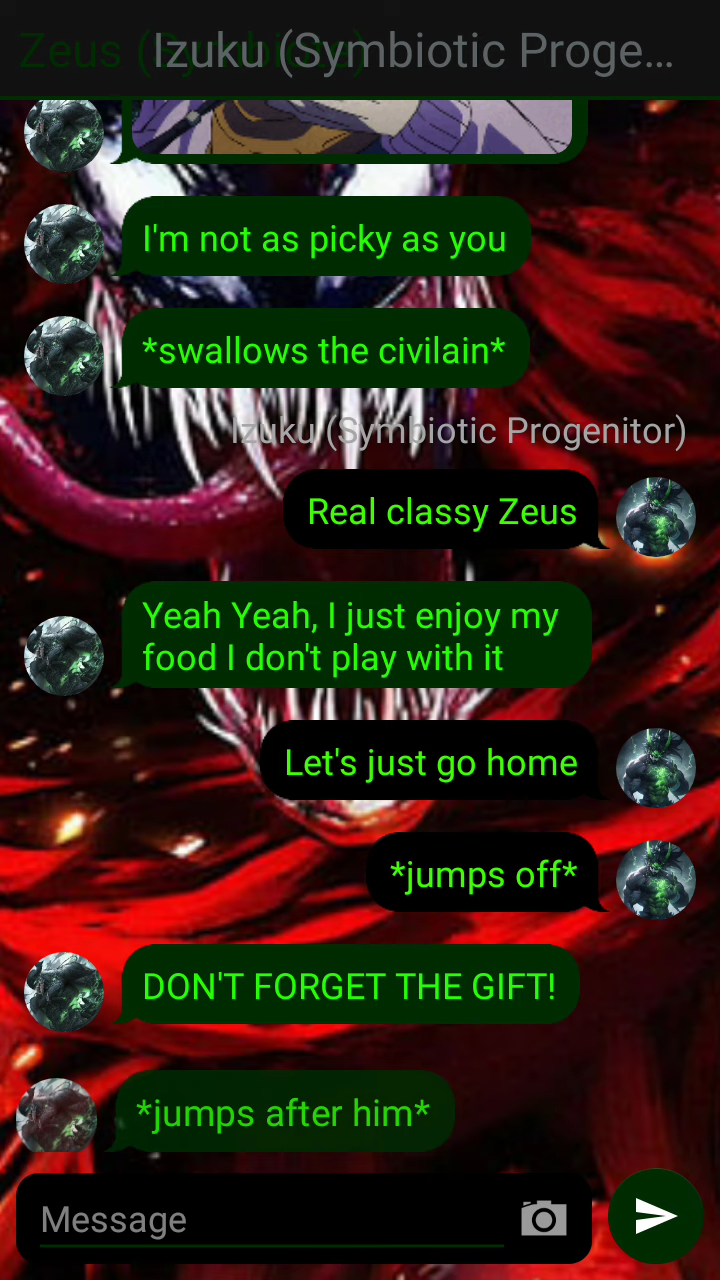 Zeus (Symbiote)
Izuku (Symbiotic Proge...
I'm not as picky as you
*swallows the civilain*
Izuku (Symbiotic Progenitor)
Real classy Zeus
Yeah Yeah, I just enjoy my
food I don't play with it
Let's just go home
*jumps off*
DON'T FORGET THE GIFT!
*jumps after him*
Message